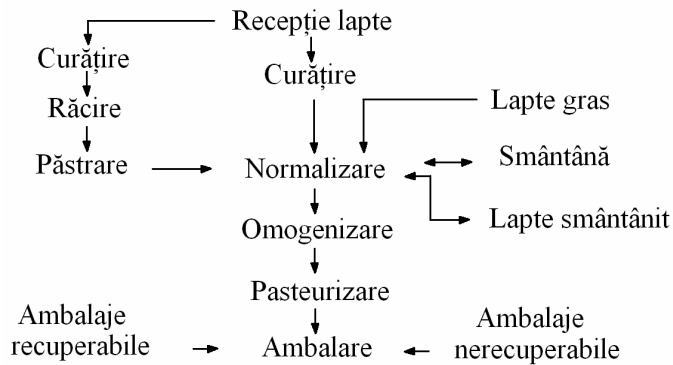 Recepție lapte
Curățire
Curățire
Răcire
Lapte gras
Păstrare
Normalizare
Smântână
Lapte smântânit
Omogenizare
Pasteurizare
Ambalaje
recuperabile
Ambalare
Ambalaje
nerecuperabile